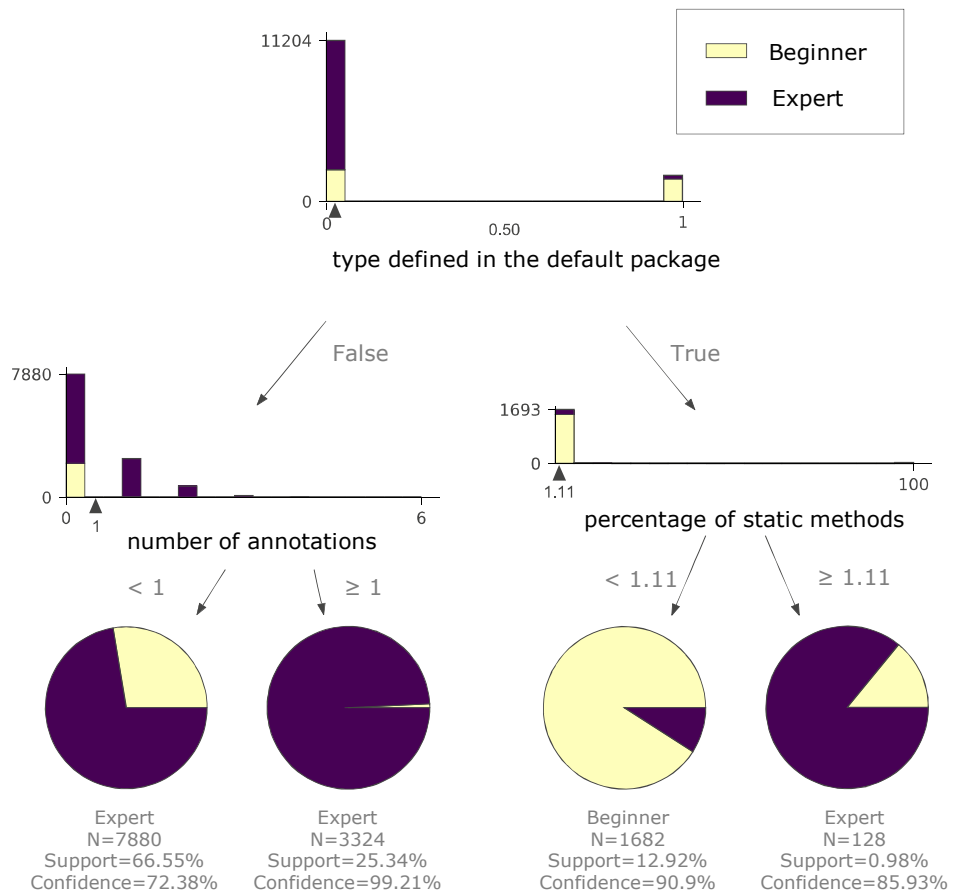 11204
Beginner
Expert
0
0
0.50
1
type defined in the default package
False
True
7880
0
0
1
6
number of annotations
1693
0
1.11
100
percentage of static methods
< 1
≥ 1
< 1.11
≥ 1.11
Expert
N=7880
Support=66.55%
Confidence=72.38%
Expert
N=3324
Support=25.34%
Confidence=99.21%
Beginner
N=1682
Support=12.92%
Confidence=90.9%
Expert
N=128
Support=0.98%
Confidence=85.93%